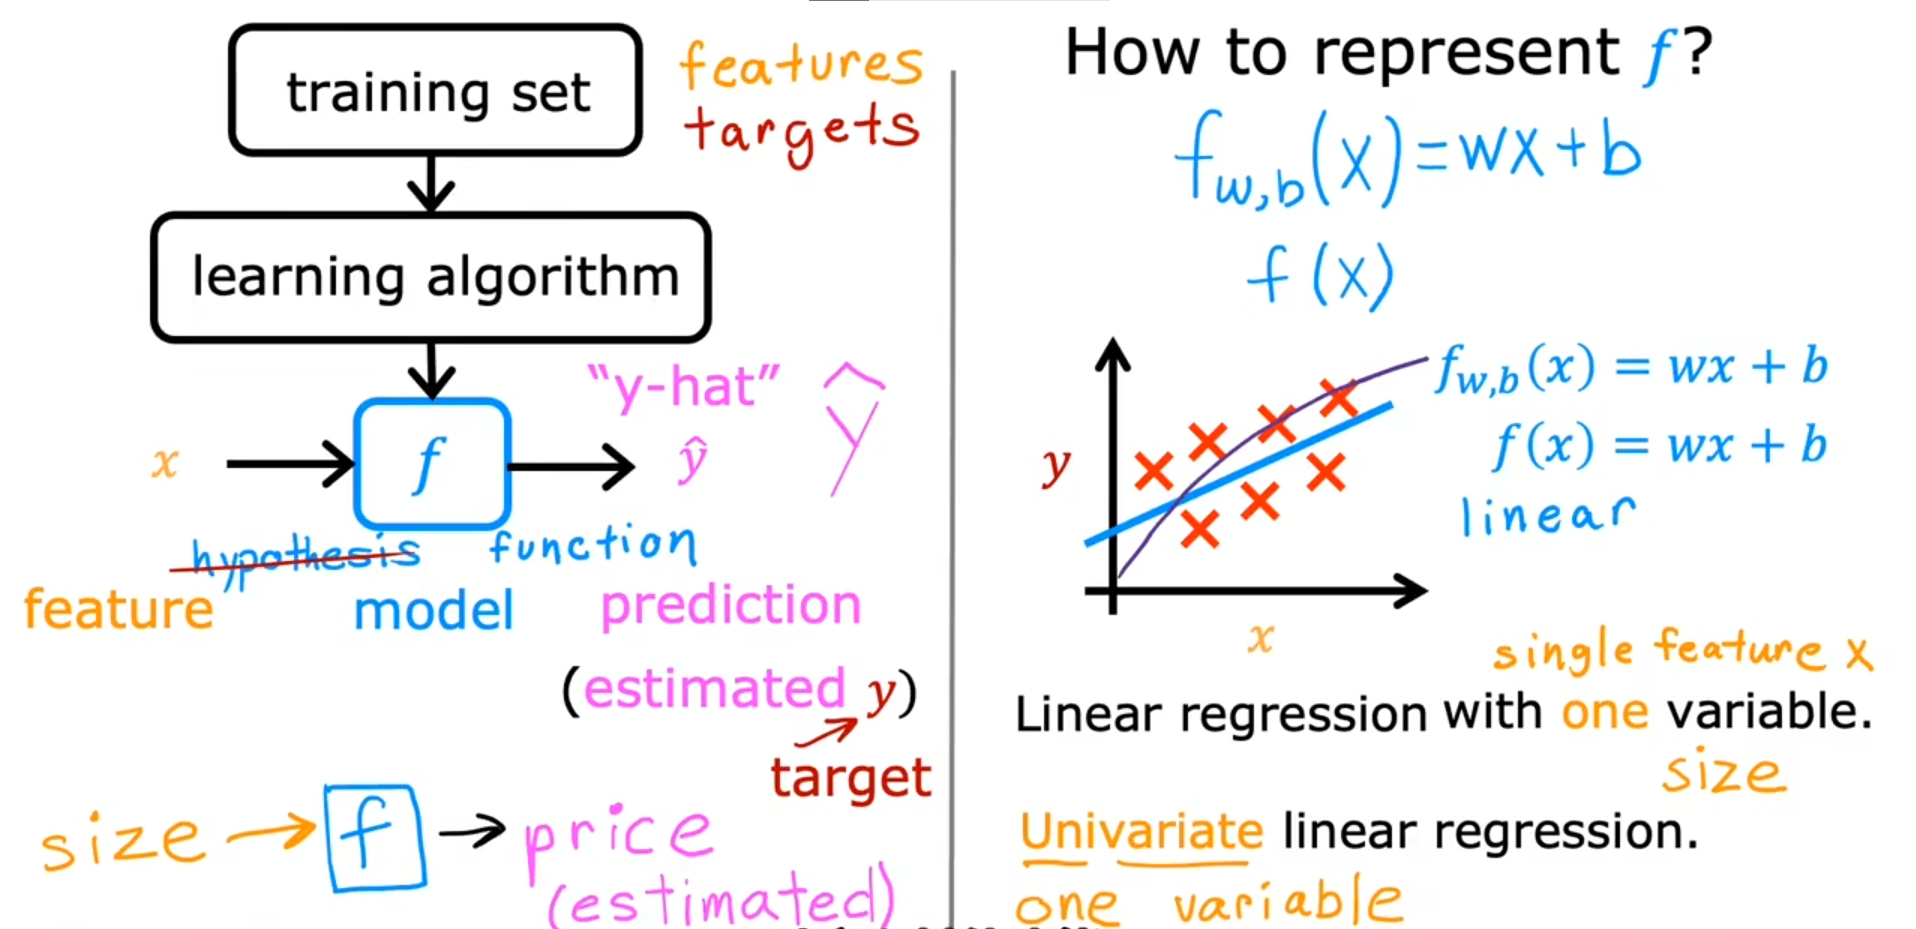 training set
features
targets
learning algorithm
"y-hat"
ŷ
x
f
ŷ
hypothesis
function
feature
model
prediction
(estimated y)
target
size → f → price
(estimated)
How to represent f?
f_{w,b}(x) = wx + b
f(x)
f_{w,b}(x) = wx + b
f(x) = wx + b
linear
y
x
single feature x
Linear regression with one variable.
size
Univariate linear regression.
one variable